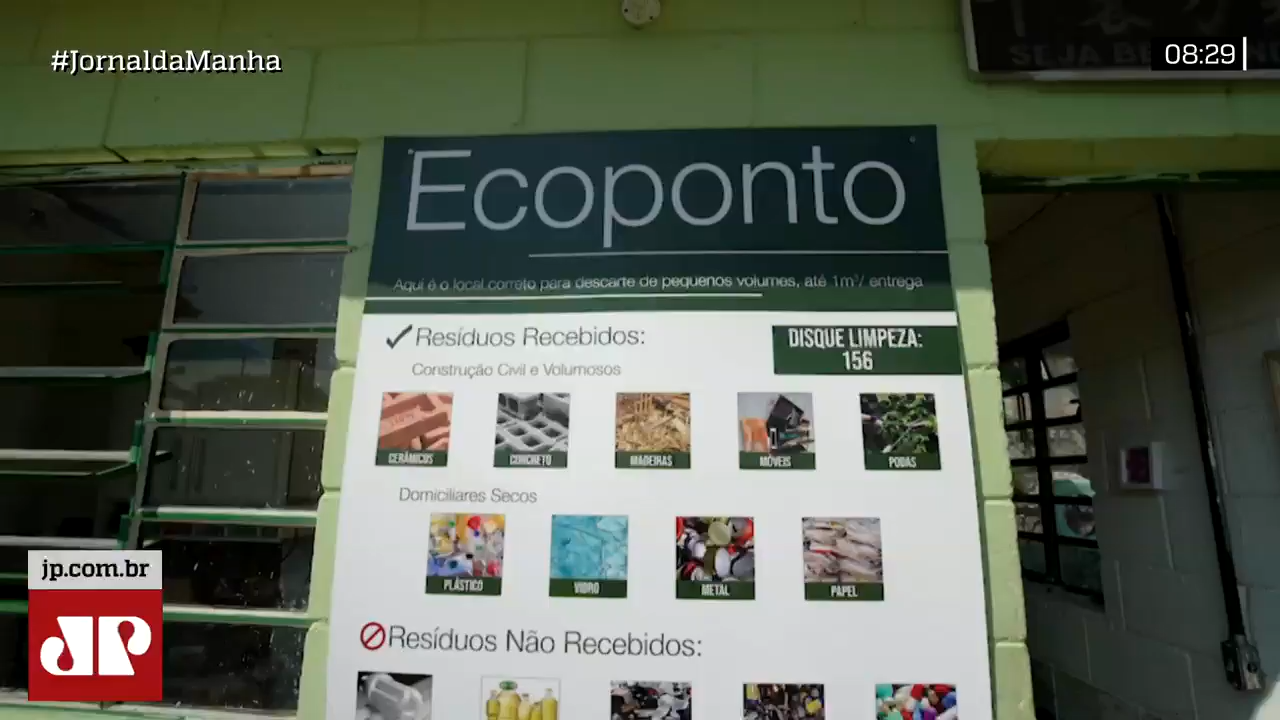 #JornaldaManha
08:29
SEJA
Ecoponto
Aqui é o local correto para descarte de pequenos volumes, até 1m³/ entrega
Resíduos Recebidos:
DISQUE LIMPEZA:
156
Construção Civil e Volumosos
CERÂMICOS
CONCRETO
MADEIRAS
MÓVEIS
PODAS
Domiciliares Secos
PLÁSTICO
VIDRO
METAL
PAPEL
Resíduos Não Recebidos:
jp.com.br
JP